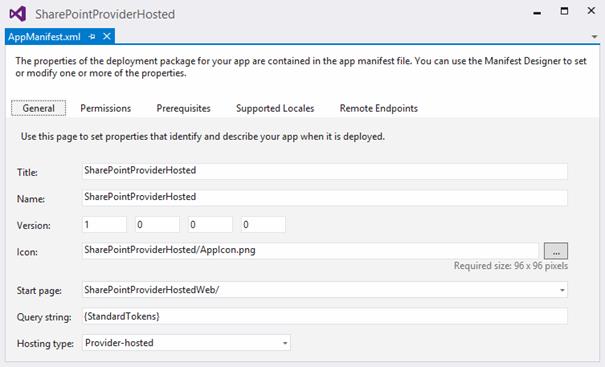 SharePointProviderHosted
AppManifest.xml
The properties of the deployment package for your app are contained in the app manifest file. You can use the Manifest Designer to set
or modify one or more of the properties.
General Permissions Prerequisites Supported Locales Remote Endpoints
Use this page to set properties that identify and describe your app when it is deployed.
Title: SharePointProviderHosted
Name: SharePointProviderHosted
Version: 1 0 0 0
Icon: SharePointProviderHosted/AppIcon.png ...
Required size: 96 x 96 pixels
Start page: SharePointProviderHostedWeb/
Query string: {StandardTokens}
Hosting type: Provider-hosted